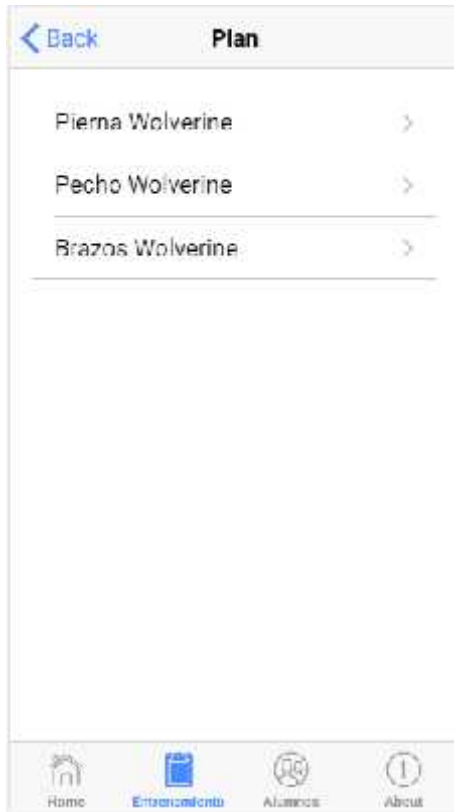 Back Plan
Pierna Wolverine
Pecho Wolverine
Brazos Wolverine
Home Entrenamiento Alumnos About